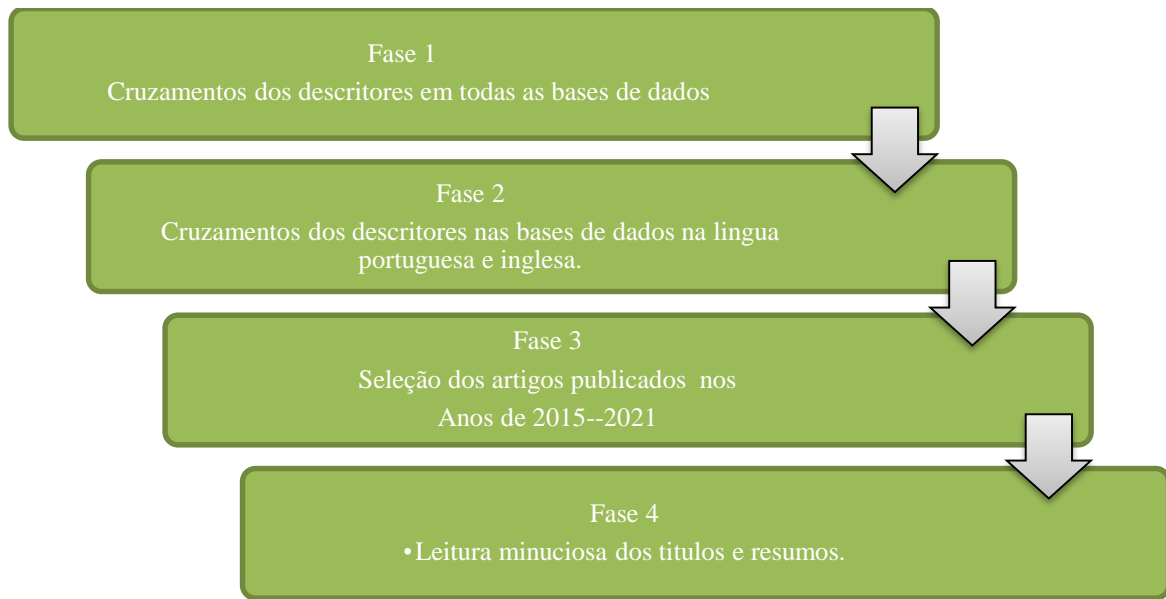 Fase 1
Cruzamentos dos descritores em todas as bases de dados
Fase 2
Cruzamentos dos descritores nas bases de dados na lingua
portuguesa e inglesa.
Fase 3
Seleção dos artigos publicados  nos
Anos de 2015--2021
Fase 4
•Leitura minuciosa dos titulos e resumos.